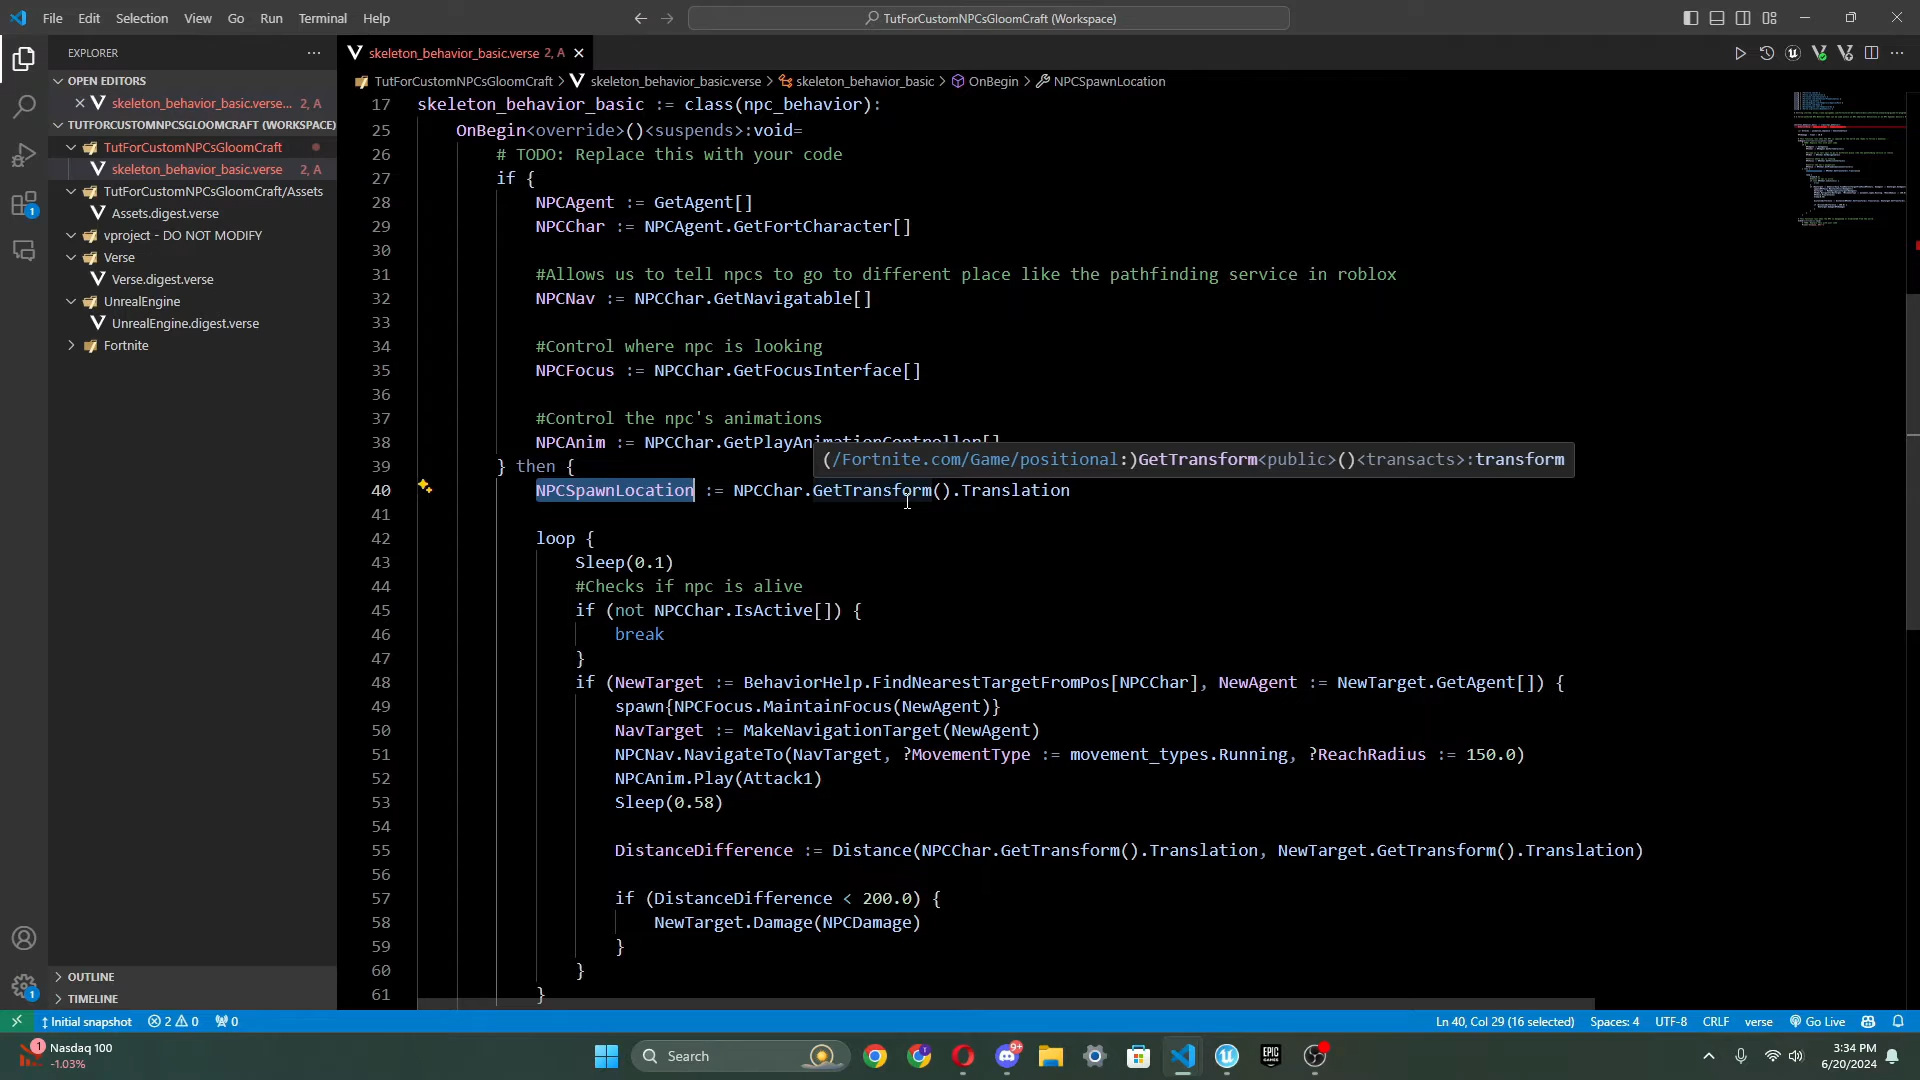 File Edit Selection View Go Run Terminal Help
TutForCustomNPCsGloomCraft (Workspace)
EXPLORER
skeleton_behavior_basic.verse 2, A
OPEN EDITORS
skeleton_behavior_basic.verse... 2, A
TUTFORCUSTOMNPCSGLOOMCRAFT (WORKSPACE)
TutForCustomNPCsGloomCraft
skeleton_behavior_basic.verse 2, A
TutForCustomNPCsGloomCraft/Assets
Assets.digest.verse
vproject - DO NOT MODIFY
Verse
Verse.digest.verse
UnrealEngine
UnrealEngine.digest.verse
Fortnite
OUTLINE
TIMELINE
1
1
TutForCustomNPCsGloomCraft > skeleton_behavior_basic.verse > skeleton_behavior_basic > OnBegin > NPCSpawnLocation
17 skeleton_behavior_basic := class(npc_behavior):
25 OnBegin<override>()<suspends>:void=
26 # TODO: Replace this with your code
27 if {
28 NPCAgent := GetAgent[]
29 NPCChar := NPCAgent.GetFortCharacter[]
30
31 #Allows us to tell npcs to go to different place like the pathfinding service in roblox
32 NPCNav := NPCChar.GetNavigatable[]
33
34 #Control where npc is looking
35 NPCFocus := NPCChar.GetFocusInterface[]
36
37 #Control the npc's animations
38 NPCAnim := NPCChar.GetPlayAnimationController[]
(/Fortnite.com/Game/positional:)GetTransform<public>()<transacts>:transform
39 } then {
40 NPCSpawnLocation := NPCChar.GetTransform().Translation
41
42 loop {
43 Sleep(0.1)
44 #Checks if npc is alive
45 if (not NPCChar.IsActive[]) {
46 break
47 }
48 if (NewTarget := BehaviorHelp.FindNearestTargetFromPos[NPCChar], NewAgent := NewTarget.GetAgent[]) {
49 spawn{NPCFocus.MaintainFocus(NewAgent)}
50 NavTarget := MakeNavigationTarget(NewAgent)
51 NPCNav.NavigateTo(NavTarget, ?MovementType := movement_types.Running, ?ReachRadius := 150.0)
52 NPCAnim.Play(Attack1)
53 Sleep(0.58)
54
55 DistanceDifference := Distance(NPCChar.GetTransform().Translation, NewTarget.GetTransform().Translation)
56
57 if (DistanceDifference < 200.0) {
58 NewTarget.Damage(NPCDamage)
59 }
60 }
61 }
Initial snapshot 2 0 0
Ln 40, Col 29 (16 selected) Spaces: 4 UTF-8 CRLF verse Go Live
1 Nasdaq 100
-1.03%
Search
9+
EPIC GAMES
3:34 PM
6/20/2024